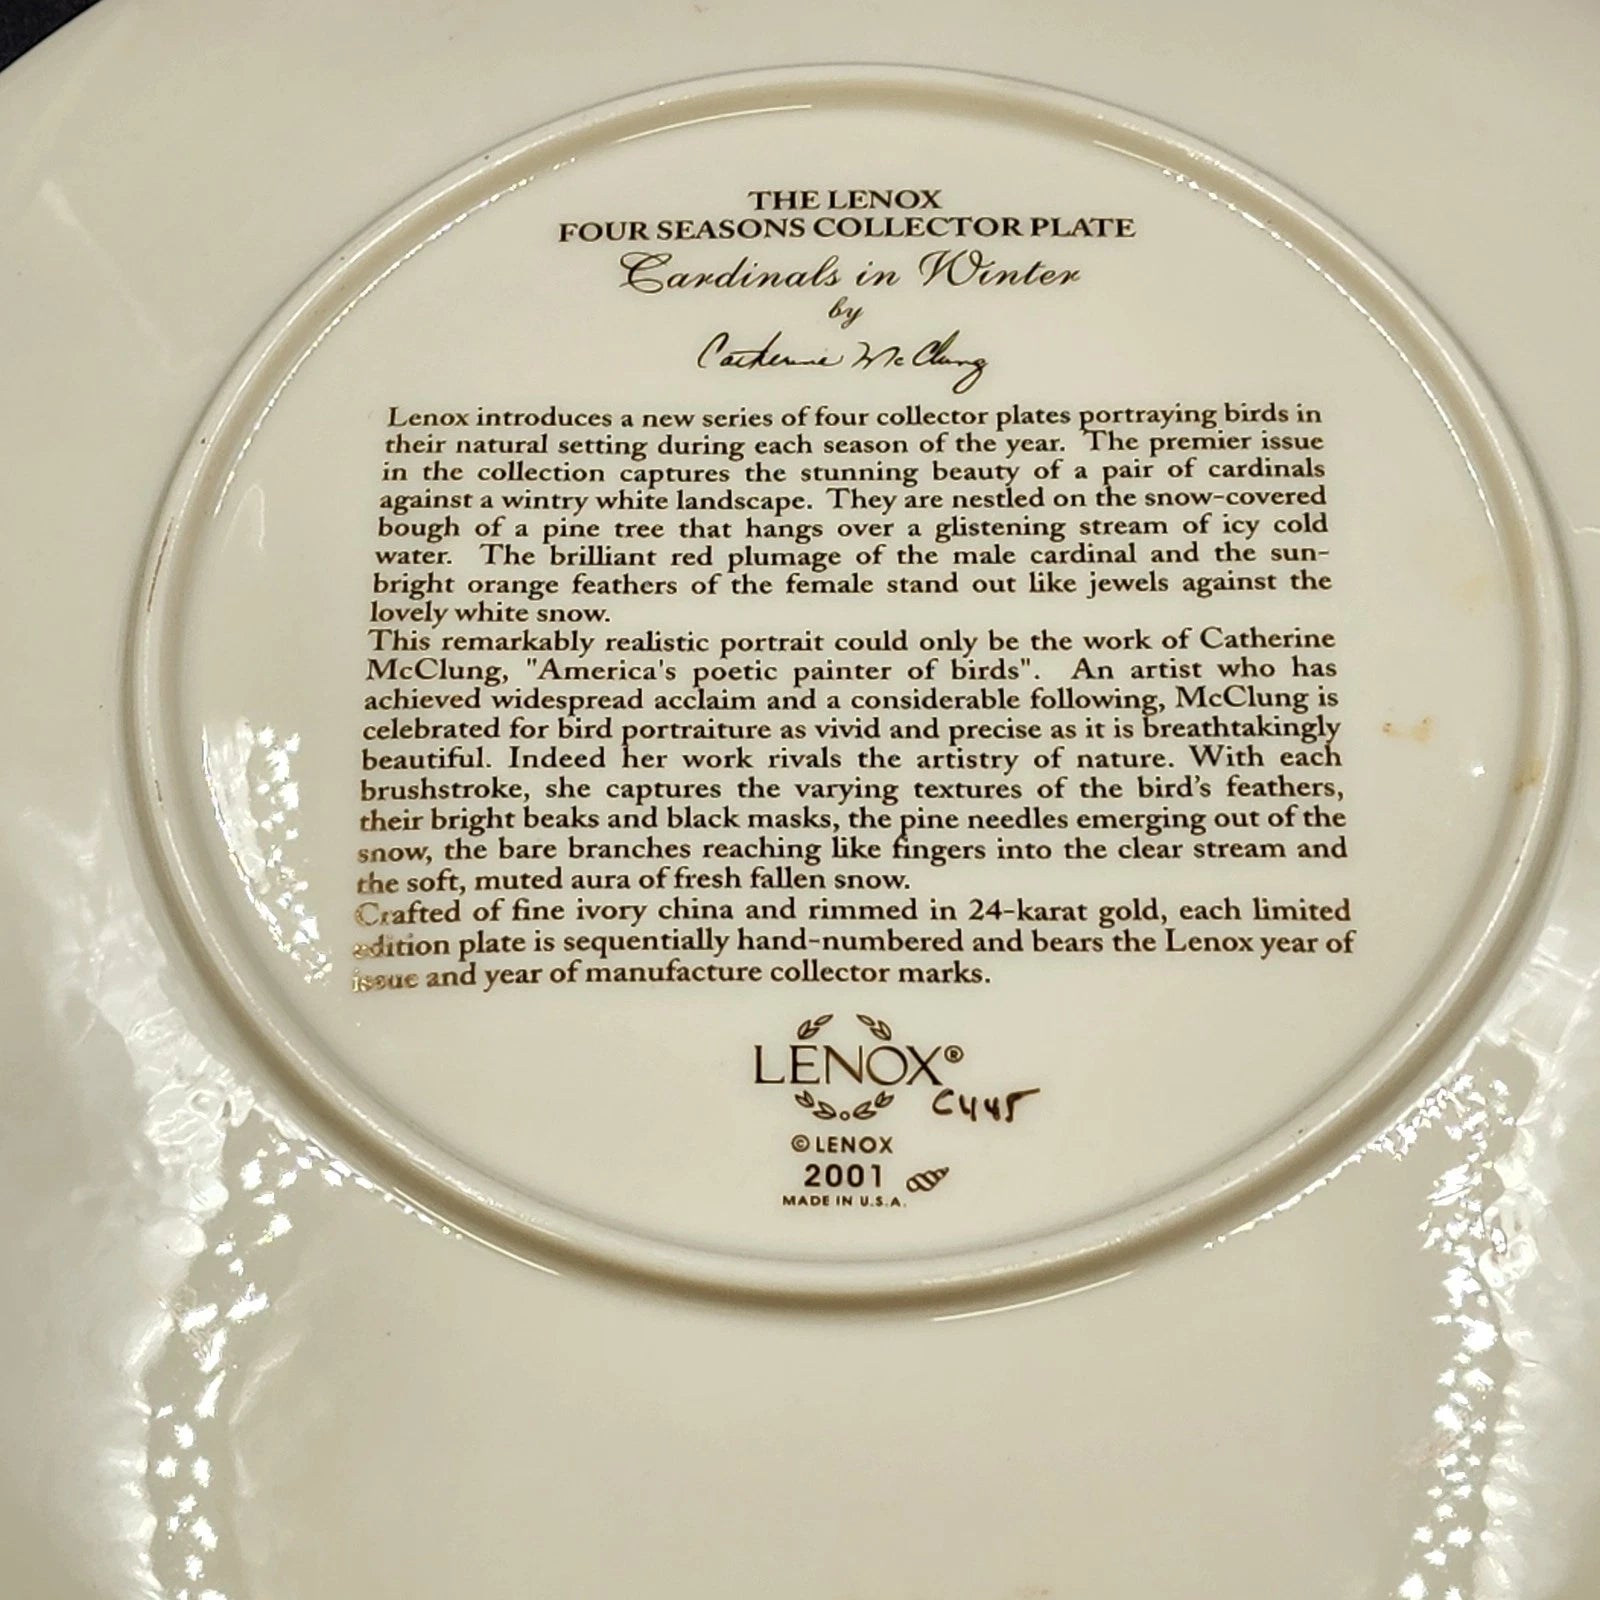 THE LENOX
FOUR SEASONS COLLECTOR PLATE
Cardinals in Winter
by
Catherine McClung
Lenox introduces a new series of four collector plates portraying birds in
their natural setting during each season of the year. The premier issue
in the collection captures the stunning beauty of a pair of cardinals
against a wintry white landscape. They are nestled on the snow-covered
bough of a pine tree that hangs over a glistening stream of icy cold
water. The brilliant red plumage of the male cardinal and the sun-
bright orange feathers of the female stand out like jewels against the
lovely white snow.
This remarkably realistic portrait could only be the work of Catherine
McClung, "America's poetic painter of birds". An artist who has
achieved widespread acclaim and a considerable following, McClung is
celebrated for bird portraiture as vivid and precise as it is breathtakingly
beautiful. Indeed her work rivals the artistry of nature. With each
brushstroke, she captures the varying textures of the bird's feathers,
their bright beaks and black masks, the pine needles emerging out of the
snow, the bare branches reaching like fingers into the clear stream and
the soft, muted aura of fresh fallen snow.
Crafted of fine ivory china and rimmed in 24-karat gold, each limited
edition plate is sequentially hand-numbered and bears the Lenox year of
issue and year of manufacture collector marks.
LENOX®
C445
© LENOX
2001
MADE IN U.S.A.